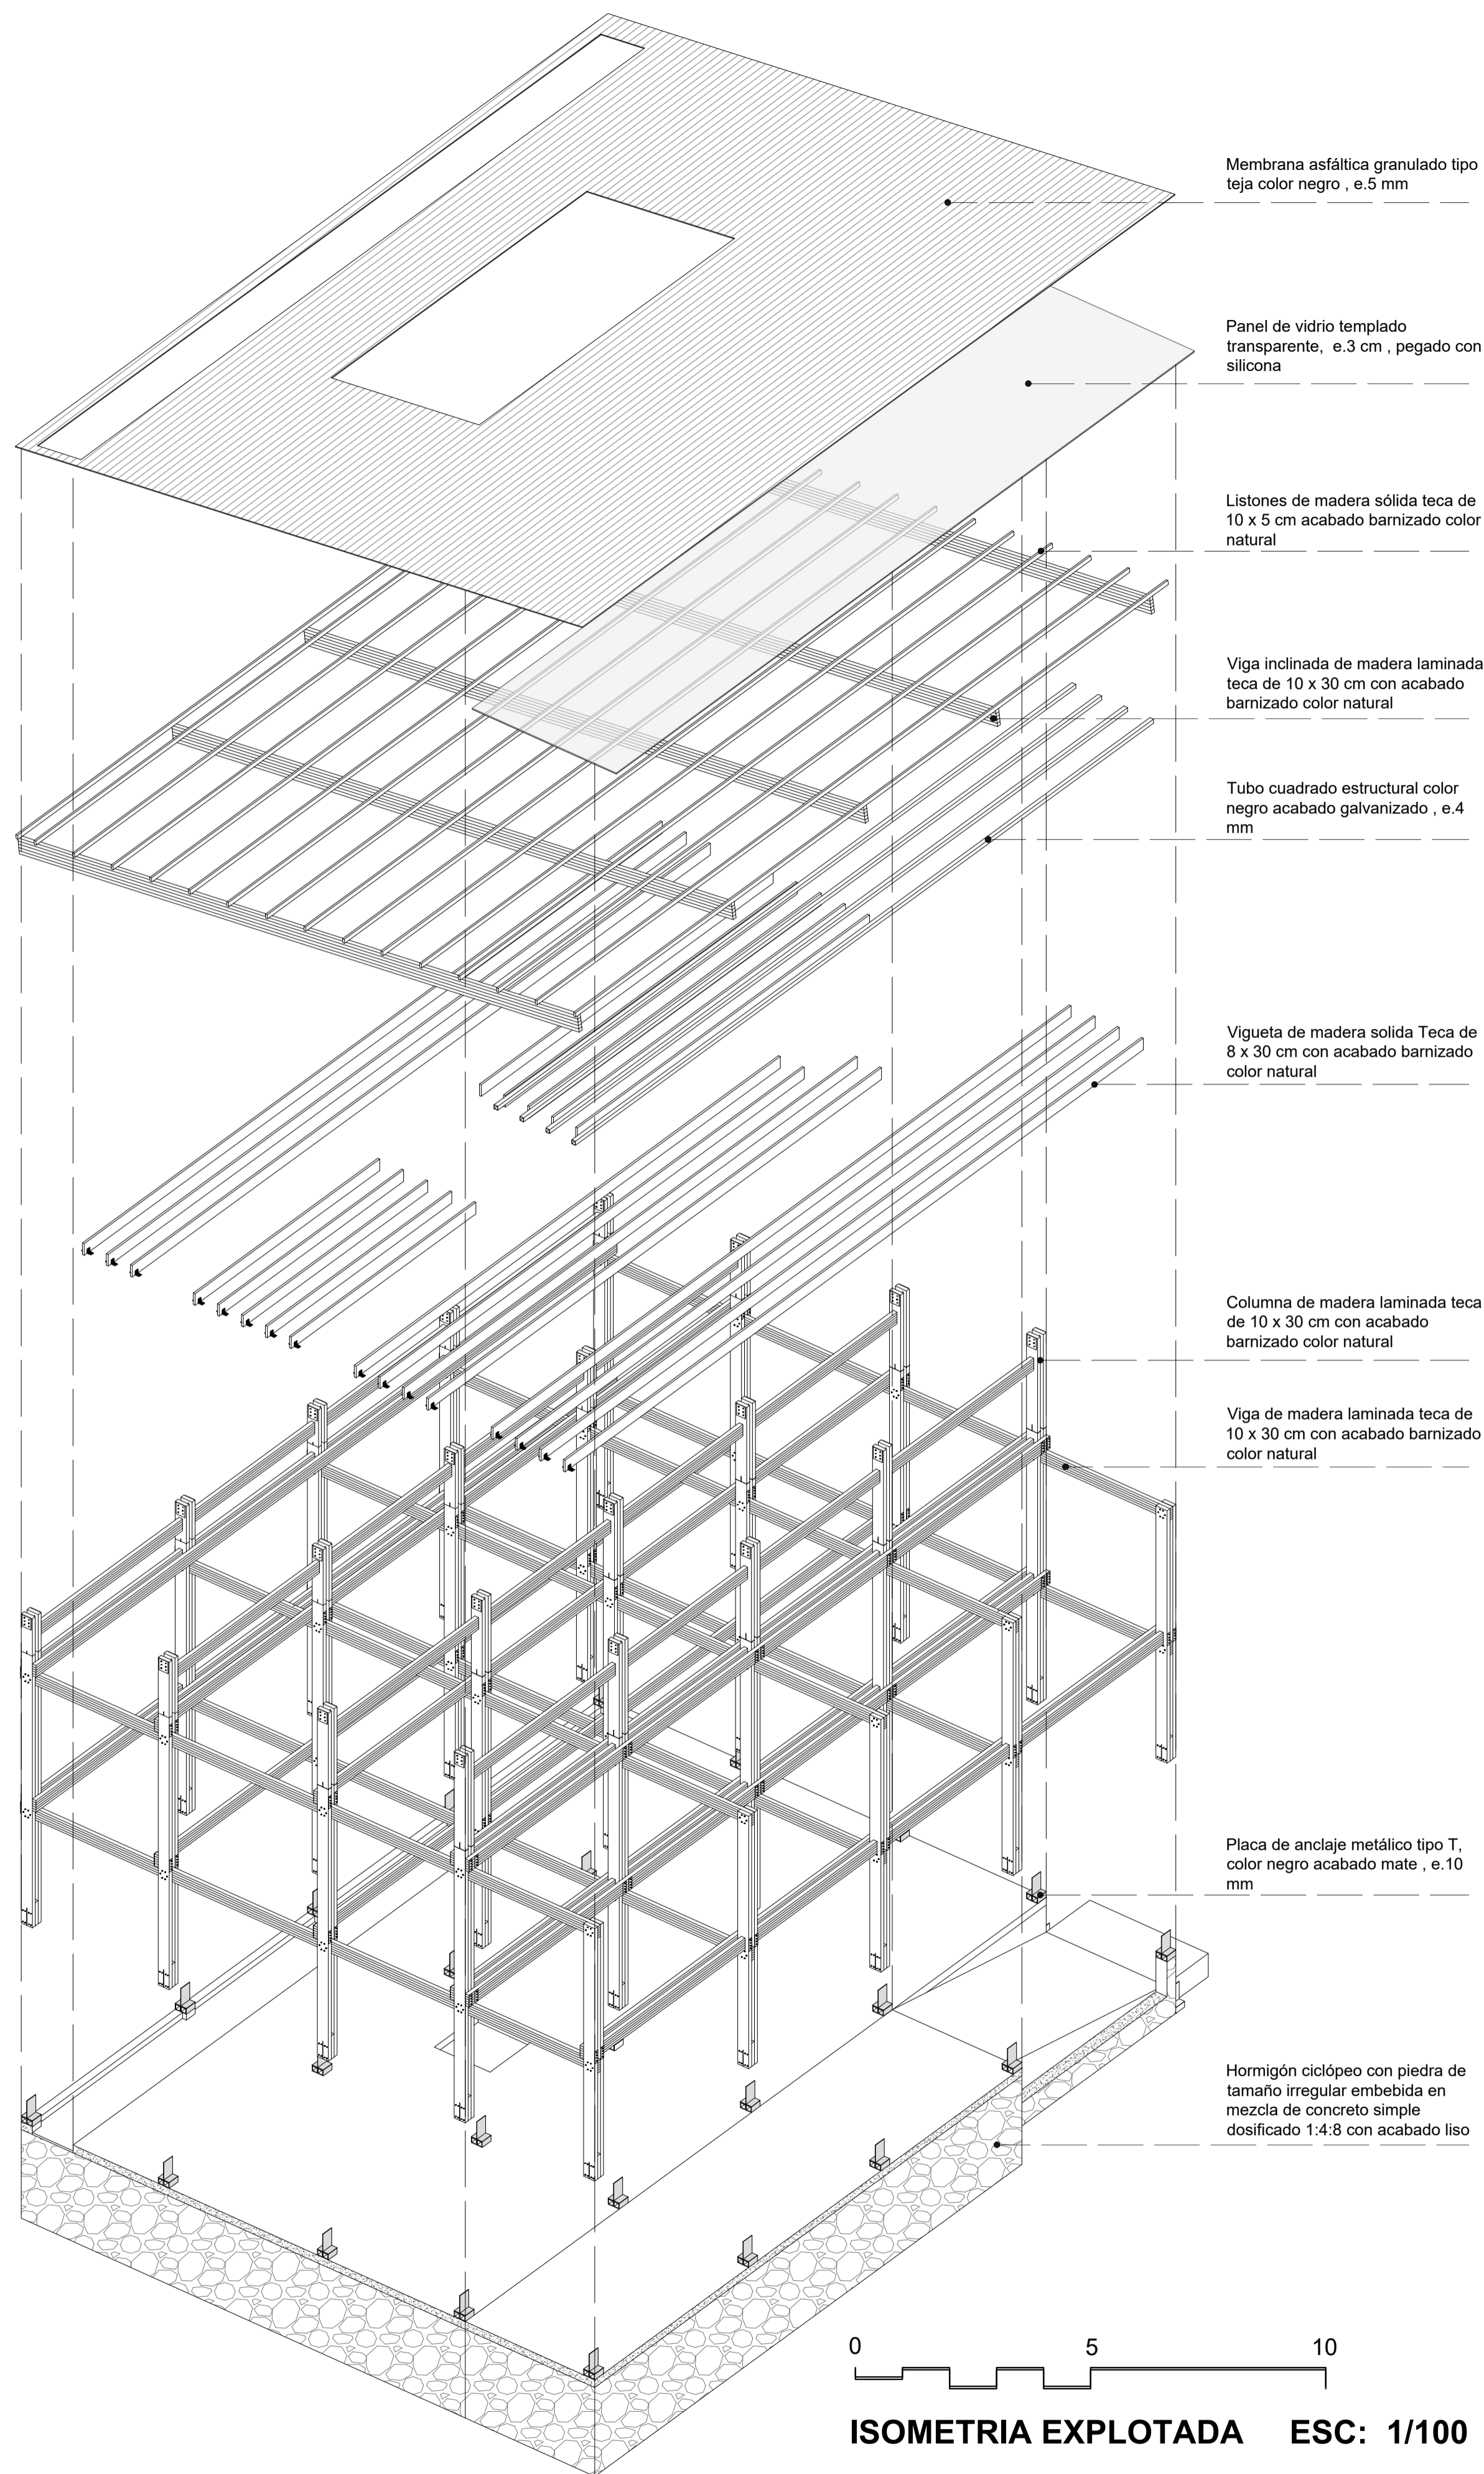 Membrana asfáltica granulado tipo
teja color negro , e.5 mm
Panel de vidrio templado
transparente, e.3 cm , pegado con
silicona
Listones de madera sólida teca de
10 x 5 cm acabado barnizado color
natural
Viga inclinada de madera laminada
teca de 10 x 30 cm con acabado
barnizado color natural
Tubo cuadrado estructural color
negro acabado galvanizado , e.4
mm
Vigueta de madera solida Teca de
8 x 30 cm con acabado barnizado
color natural
Columna de madera laminada teca
de 10 x 30 cm con acabado
barnizado color natural
Viga de madera laminada teca de
10 x 30 cm con acabado barnizado
color natural
Placa de anclaje metálico tipo T,
color negro acabado mate , e.10
mm
Hormigón ciclópeo con piedra de
tamaño irregular embebida en
mezcla de concreto simple
dosificado 1:4:8 con acabado liso
0 5 10
ISOMETRIA EXPLOTADA ESC: 1/100